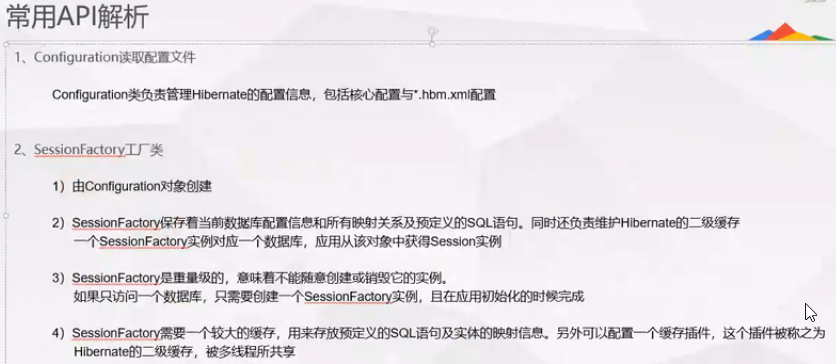 常用API解析
1、Configuration读取配置文件
Configuration类负责管理Hibernate的配置信息，包括核心配置与*.hbm.xml配置
2、SessionFactory工厂类
1）由Configuration对象创建
2）SessionFactory保存着当前数据库配置信息和所有映射关系及预定义的SQL语句。同时还负责维护Hibernate的二级缓存
一个SessionFactory实例对应一个数据库，应用从该对象中获得Session实例
3）SessionFactory是重量级的，意味着不能随意创建或销毁它的实例。
如果只访问一个数据库，只需要创建一个SessionFactory实例，且在应用初始化的时候完成
4）SessionFactory需要一个较大的缓存，用来存放预定义的SQL语句及实体的映射信息。另外可以配置一个缓存插件，这个插件被称之为
Hibernate的二级缓存，被多线程所共享